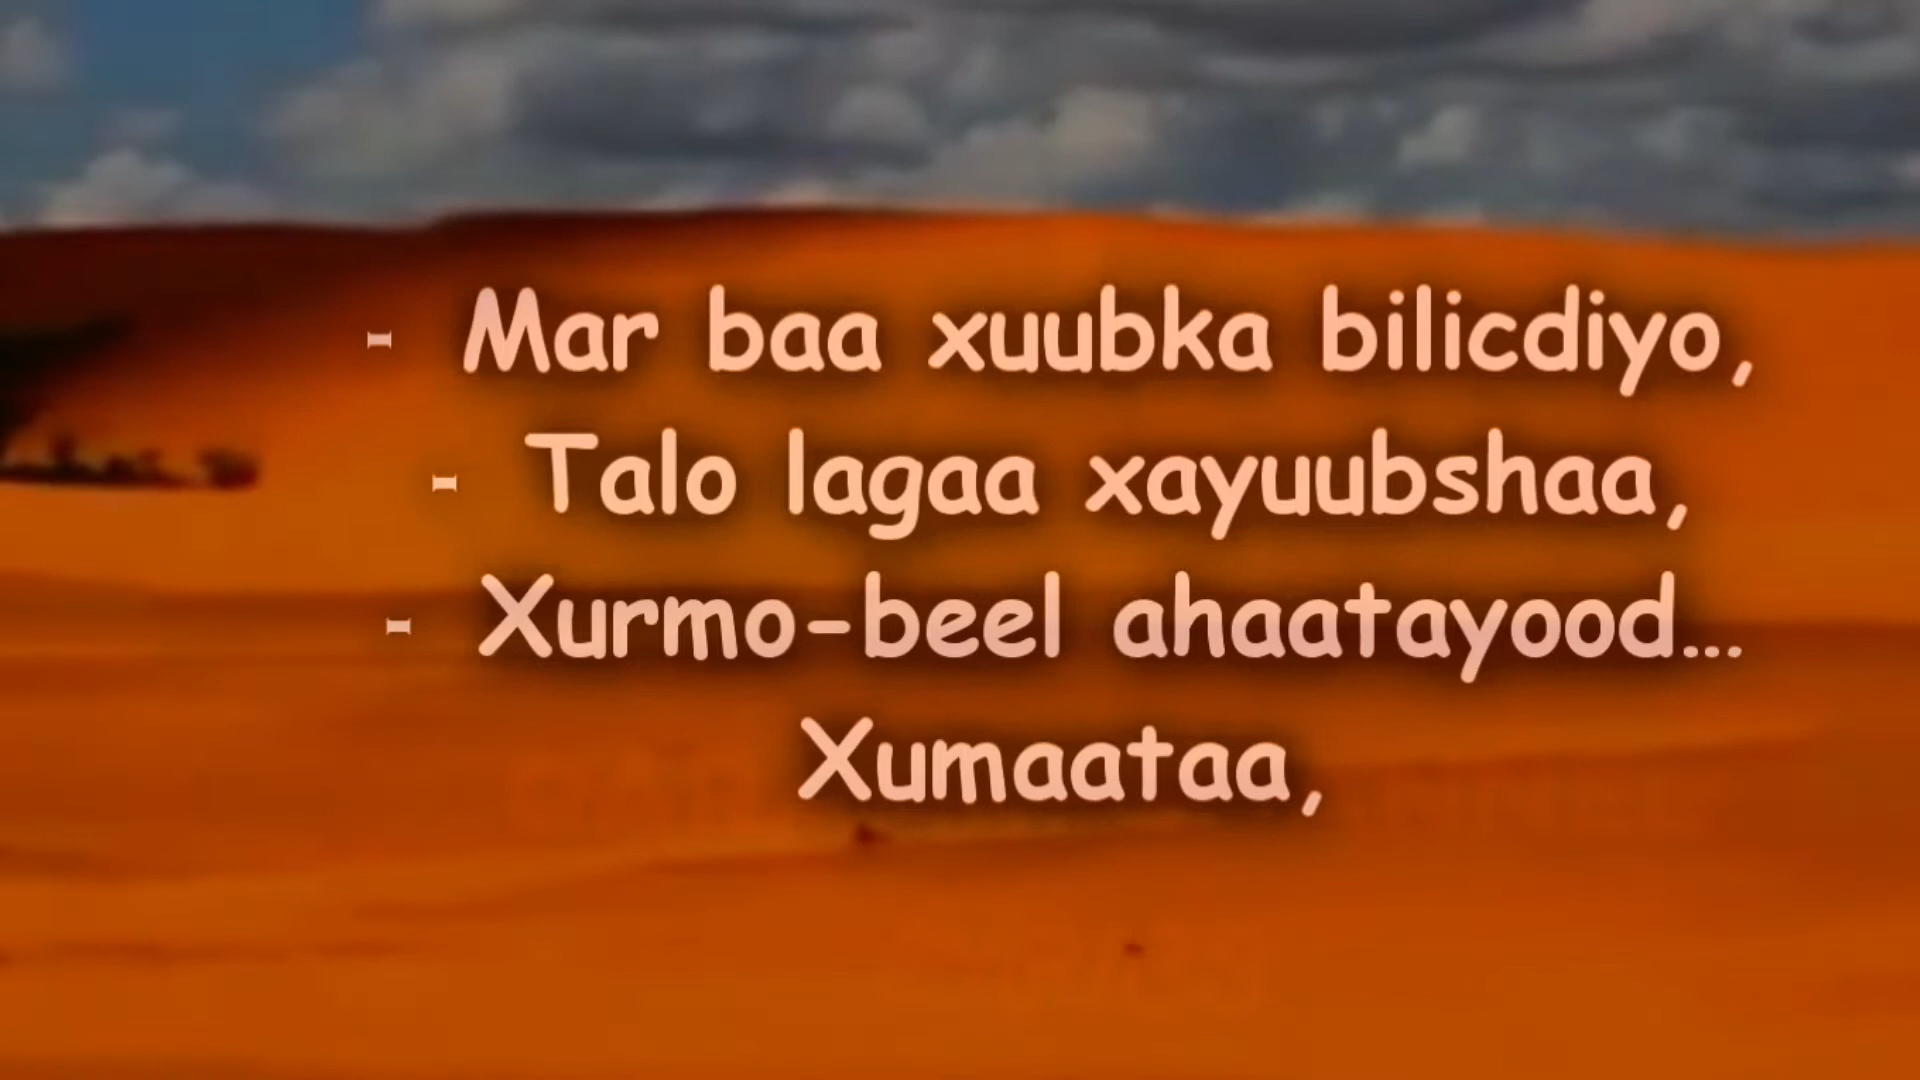 - Mar baa xuubka bilicdiyo,
- Talo lagaa xayuubshaa,
- Xurmo-beel ahaatayood...
Xumaataa,